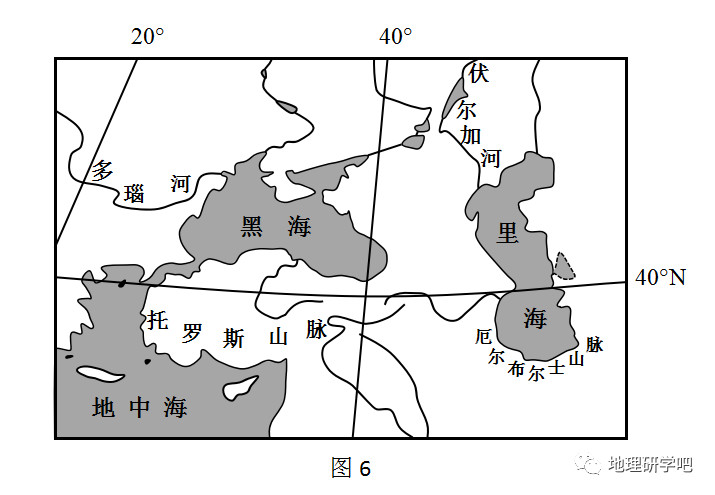 20° 40°
伏尔加河
多瑙河
黑海
里海
40°N
托罗斯山脉
厄尔布尔士山脉
地中海
图6
地理研学吧